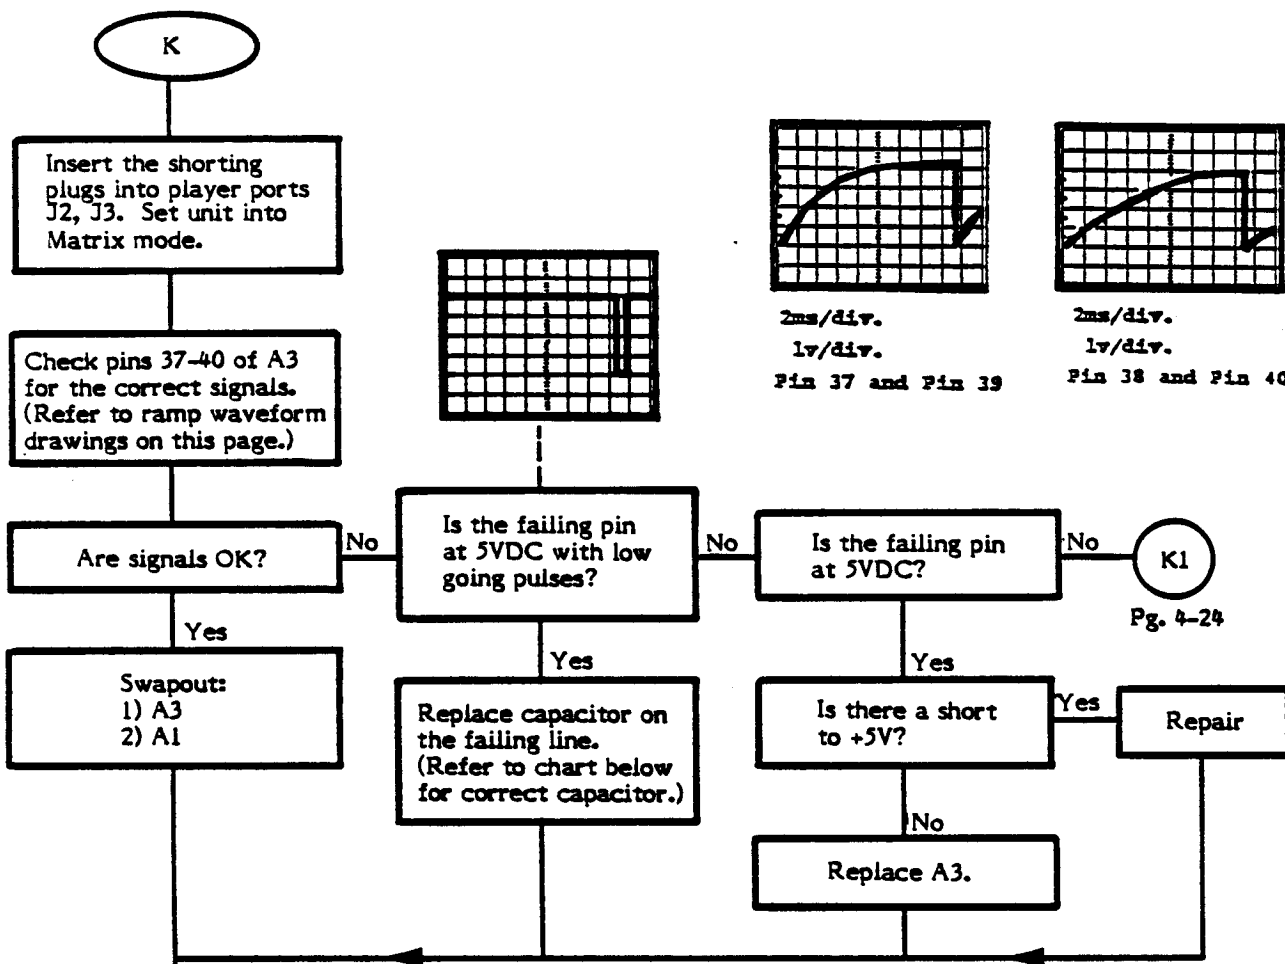 K
Insert the shorting
plugs into player ports
J2, J3. Set unit into
Matrix mode.
2ms/div.
1v/div.
Pin 37 and Pin 39
2ms/div.
1v/div.
Pin 38 and Pin 40
Check pins 37-40 of A3
for the correct signals.
(Refer to ramp waveform
drawings on this page.)
Are signals OK?
No
Is the failing pin
at 5VDC with low
going pulses?
No
Is the failing pin
at 5VDC?
No
K1
Pg. 4-24
Yes
Swapout:
1) A3
2) A1
Yes
Replace capacitor on
the failing line.
(Refer to chart below
for correct capacitor.)
Yes
Is there a short
to +5V?
Yes
Repair
No
Replace A3.